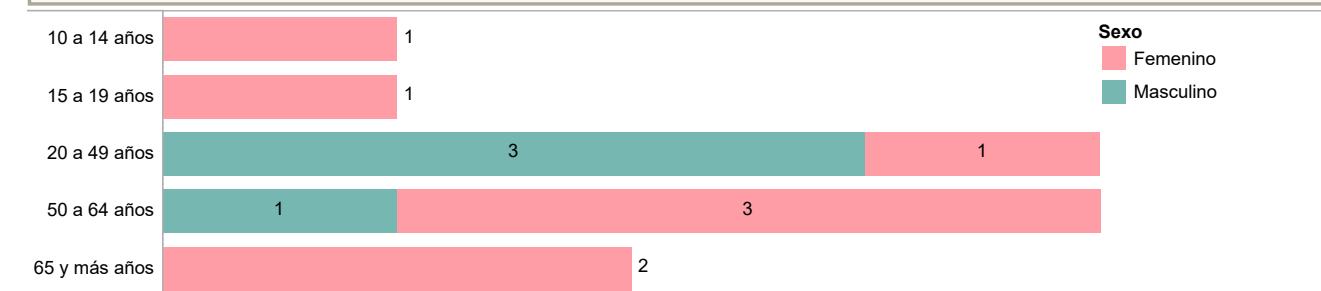 10 a 14 años 1
15 a 19 años 1
20 a 49 años 3 1
50 a 64 años 1 3
65 y más años 2
Sexo
Femenino
Masculino